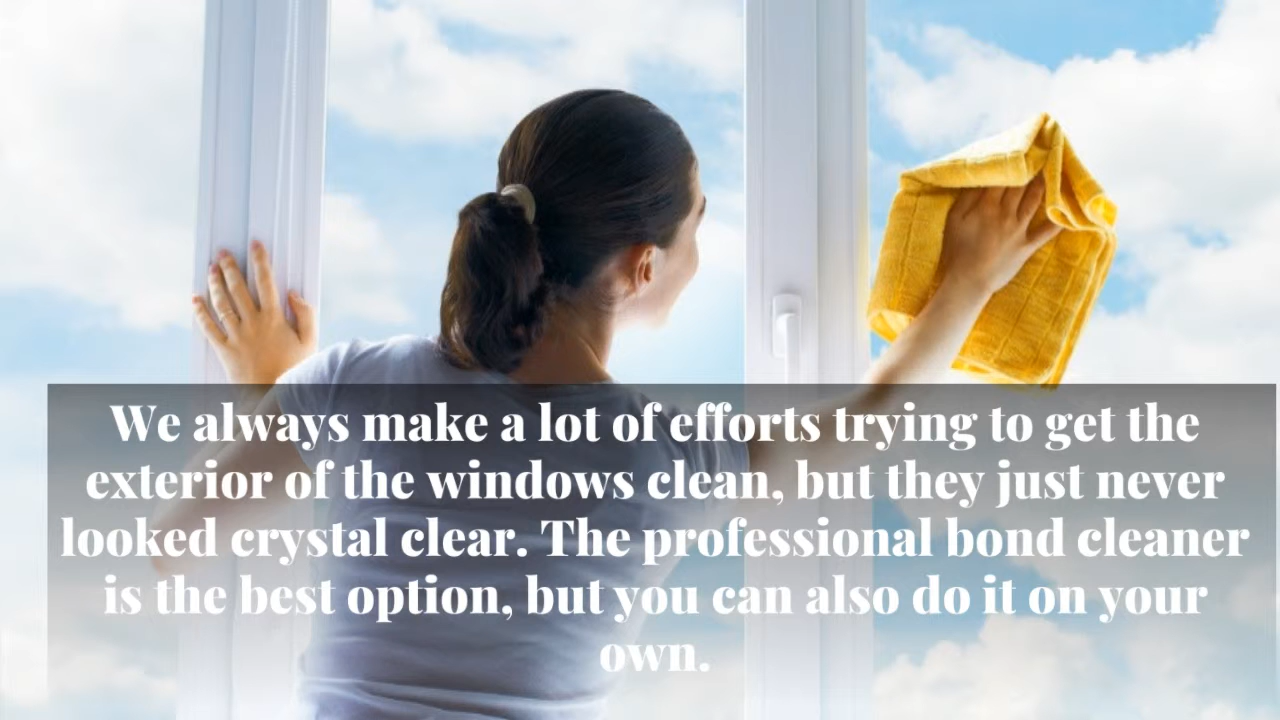 We always make a lot of efforts trying to get the
exterior of the windows clean, but they just never
looked crystal clear. The professional bond cleaner
is the best option, but you can also do it on your
own.